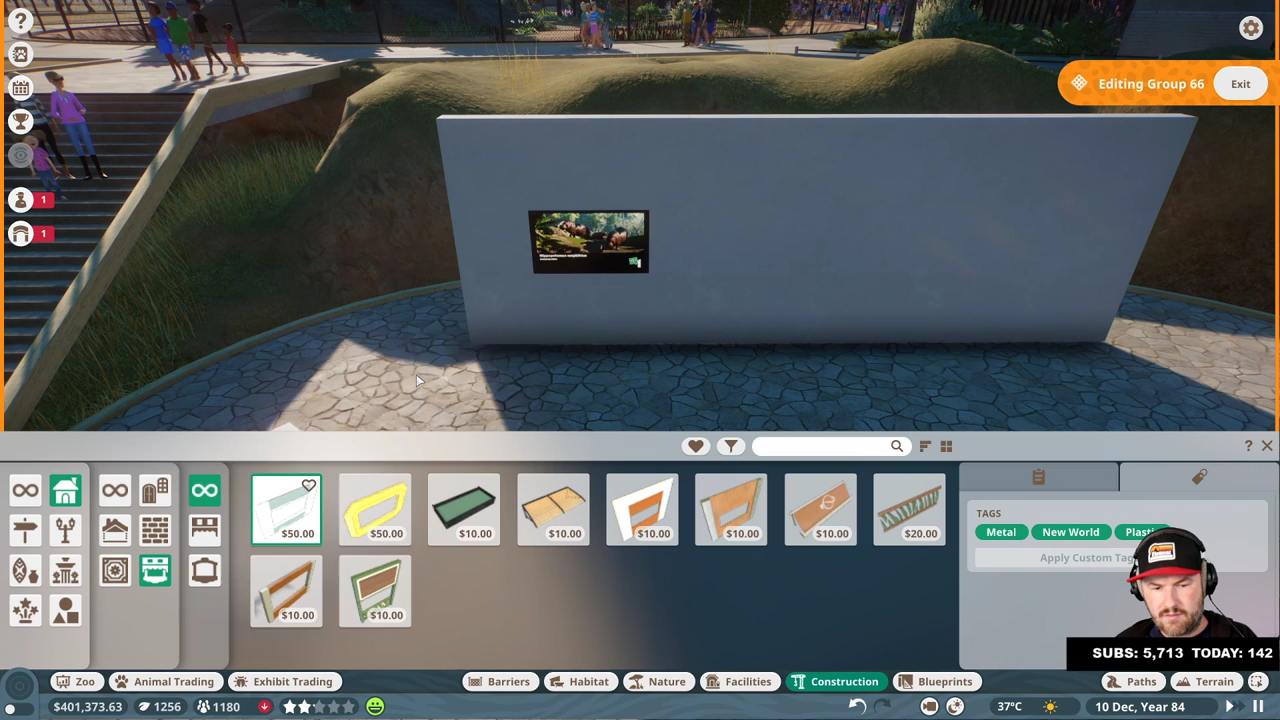 Editing Group 66
Exit
1
1
Hippopotamus amphibius
?
$50.00
$50.00
$10.00
$10.00
$10.00
$10.00
$10.00
$20.00
$10.00
$10.00
TAGS
Metal
New World
Apply Custom Tag
SUBS: 5,713 TODAY: 142
Zoo
Animal Trading
Exhibit Trading
Barriers
Habitat
Nature
Facilities
Construction
Blueprints
Paths
Terrain
$401,373.63
1256
1180
37°C
10 Dec, Year 84